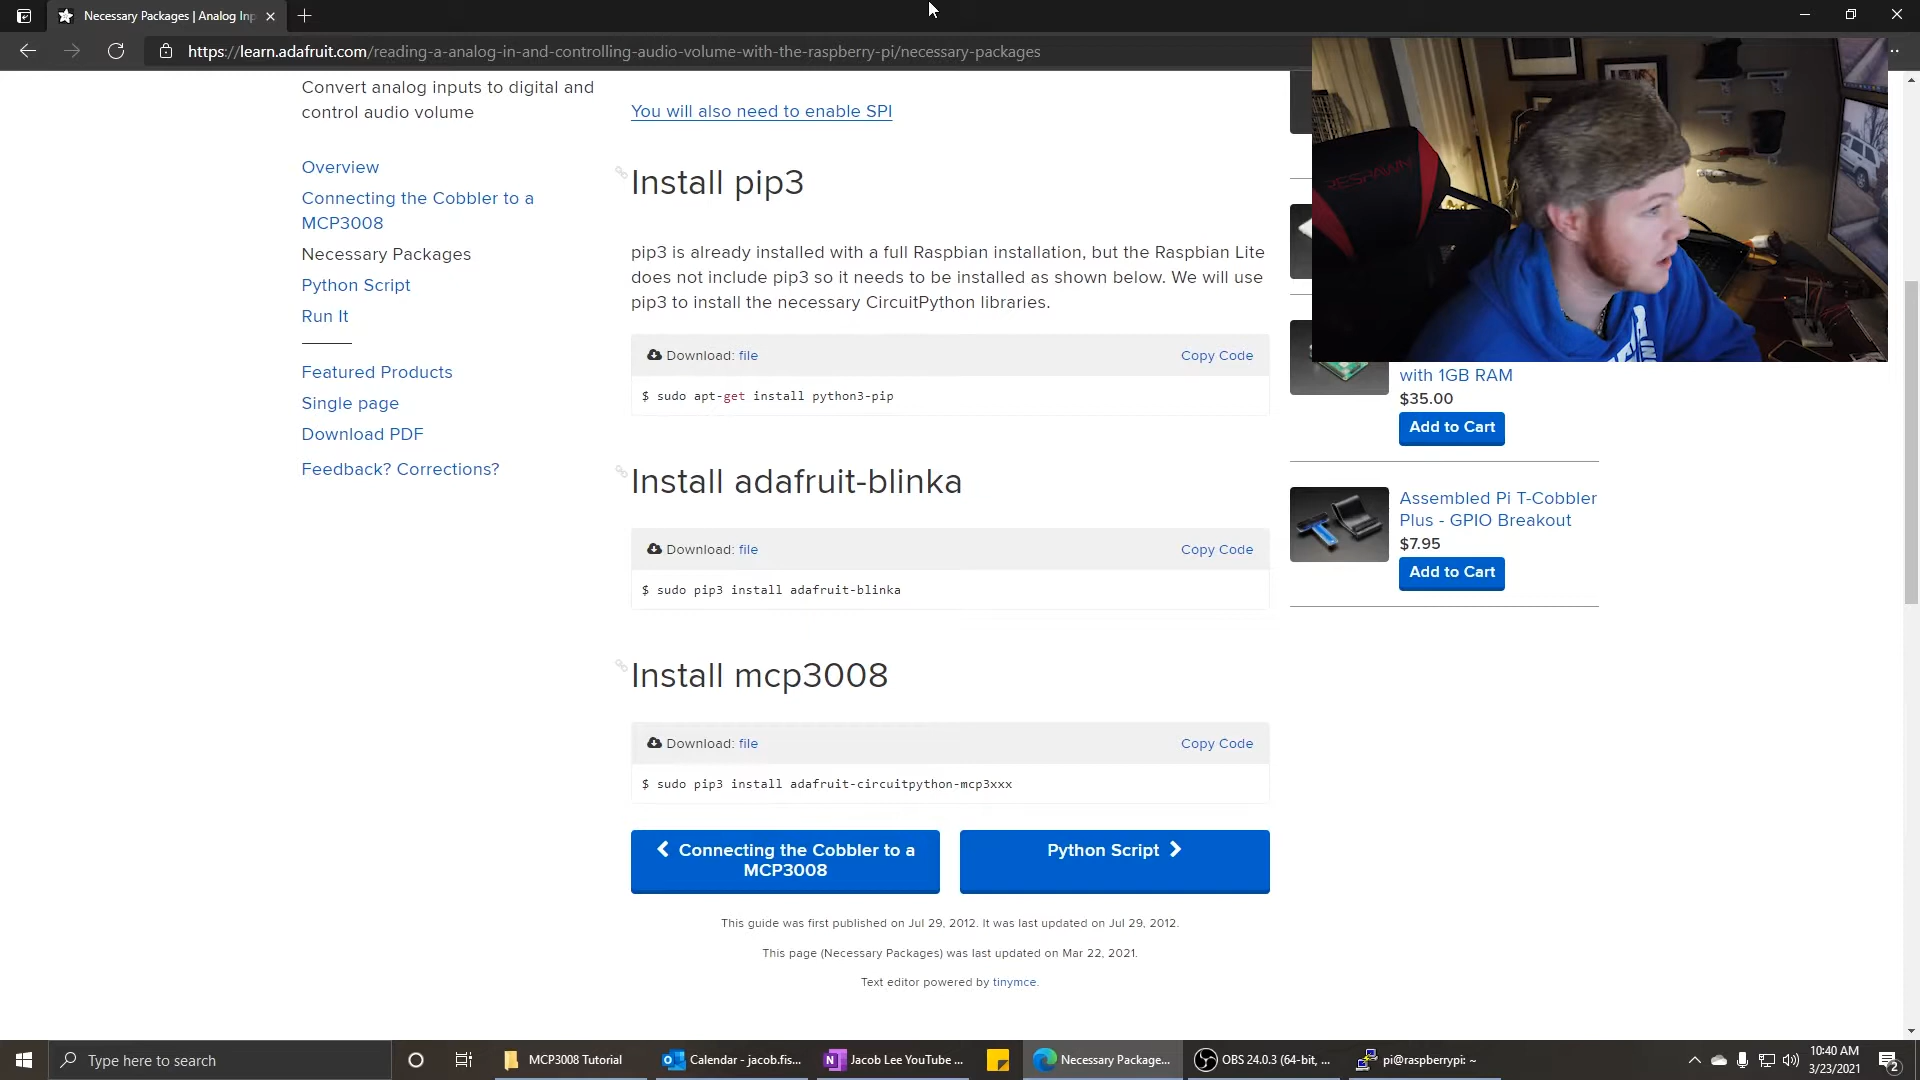 Necessary Packages | Analog Inp
https://learn.adafruit.com/reading-a-analog-in-and-controlling-audio-volume-with-the-raspberry-pi/necessary-packages
Convert analog inputs to digital and
control audio volume
Overview
Connecting the Cobbler to a
MCP3008
Necessary Packages
Python Script
Run It
Featured Products
Single page
Download PDF
Feedback? Corrections?
You will also need to enable SPI
Install pip3
pip3 is already installed with a full Raspbian installation, but the Raspbian Lite
does not include pip3 so it needs to be installed as shown below. We will use
pip3 to install the necessary CircuitPython libraries.
Download: file
Copy Code
$ sudo apt-get install python3-pip
Install adafruit-blinka
Download: file
Copy Code
$ sudo pip3 install adafruit-blinka
Install mcp3008
Download: file
Copy Code
$ sudo pip3 install adafruit-circuitpython-mcp3xxx
Connecting the Cobbler to a
MCP3008
Python Script
This guide was first published on Jul 29, 2012. It was last updated on Jul 29, 2012.
This page (Necessary Packages) was last updated on Mar 22, 2021.
Text editor powered by tinymce.
RESPAWN
with 1GB RAM
$35.00
Add to Cart
Assembled Pi T-Cobbler
Plus - GPIO Breakout
$7.95
Add to Cart
Type here to search
MCP3008 Tutorial
Calendar - jacob.fis...
Jacob Lee YouTube ...
Necessary Package...
OBS 24.0.3 (64-bit, ...
pi@raspberrypi: ~
10:40 AM
3/23/2021
2